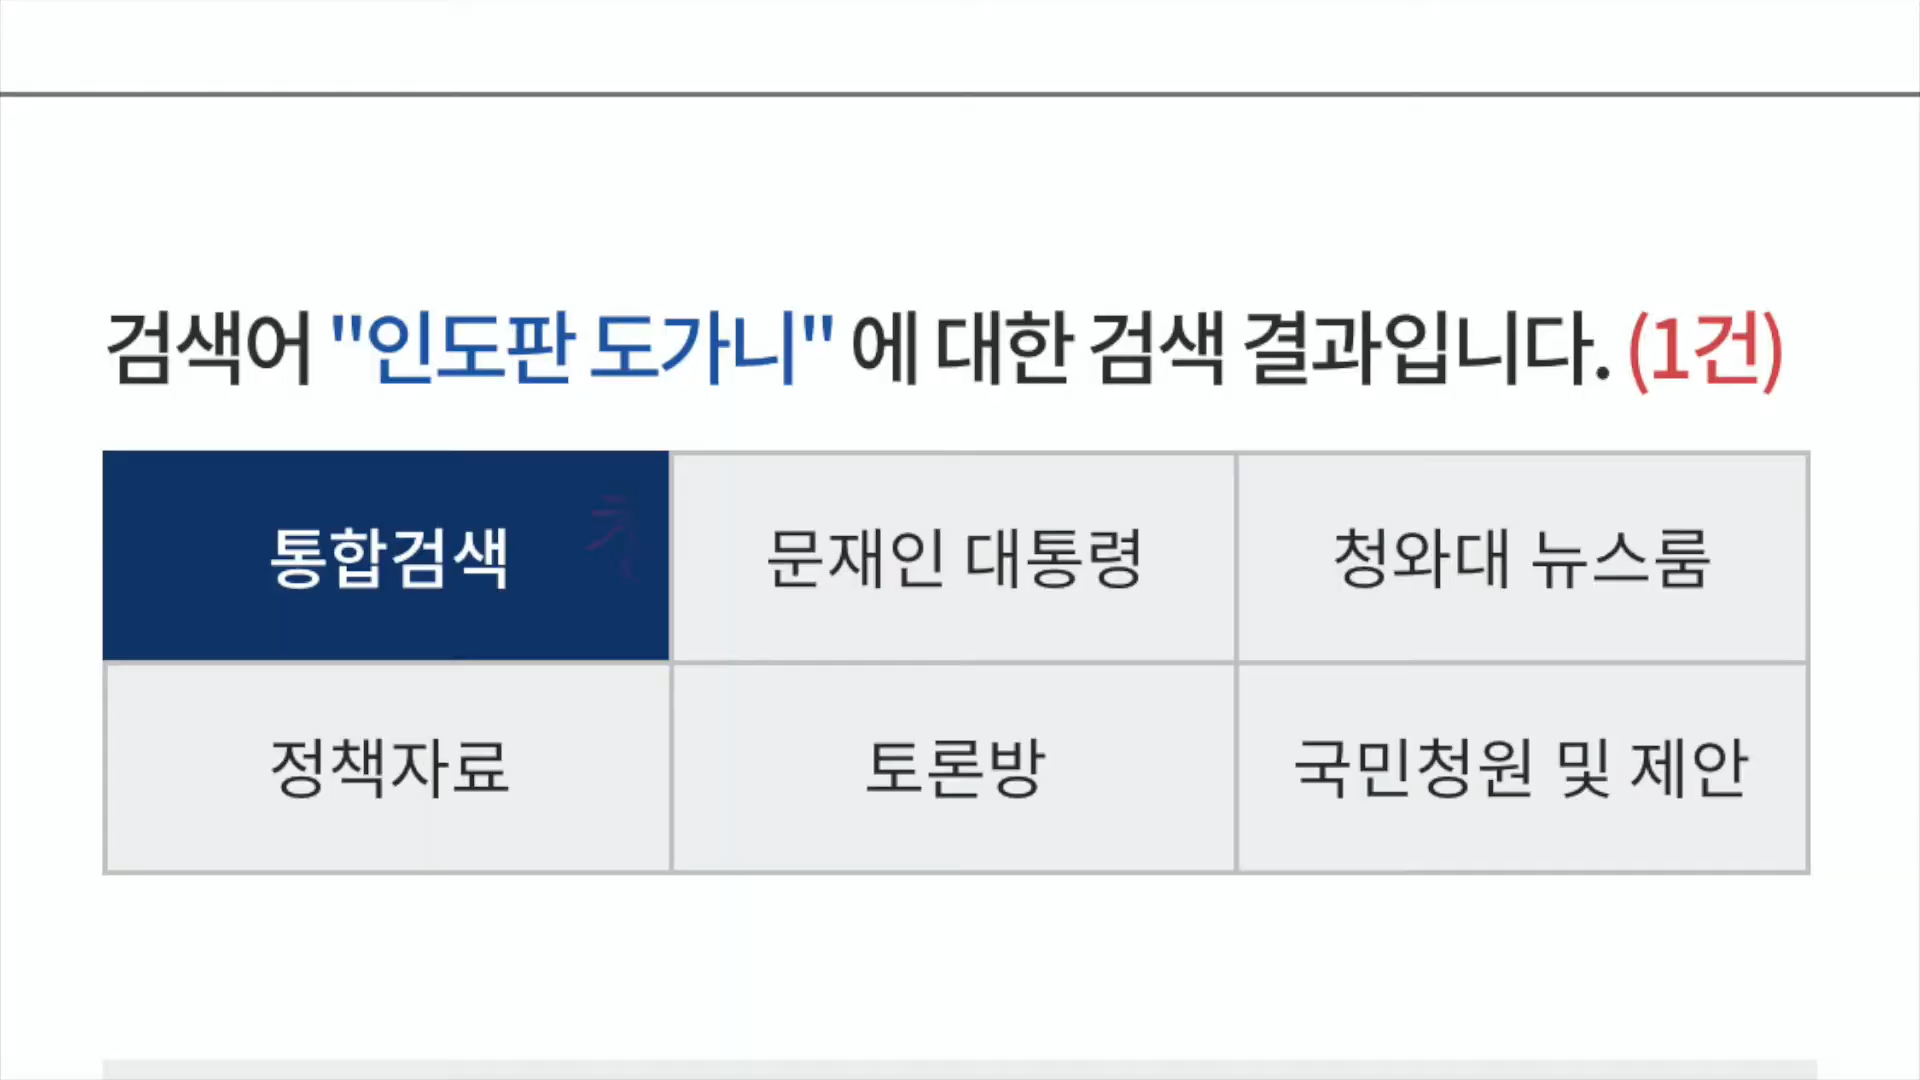 검색어 "인도판 도가니" 에 대한 검색 결과입니다. (1건)
통합검색 문재인 대통령 청와대 뉴스룸
정책자료 토론방 국민청원 및 제안